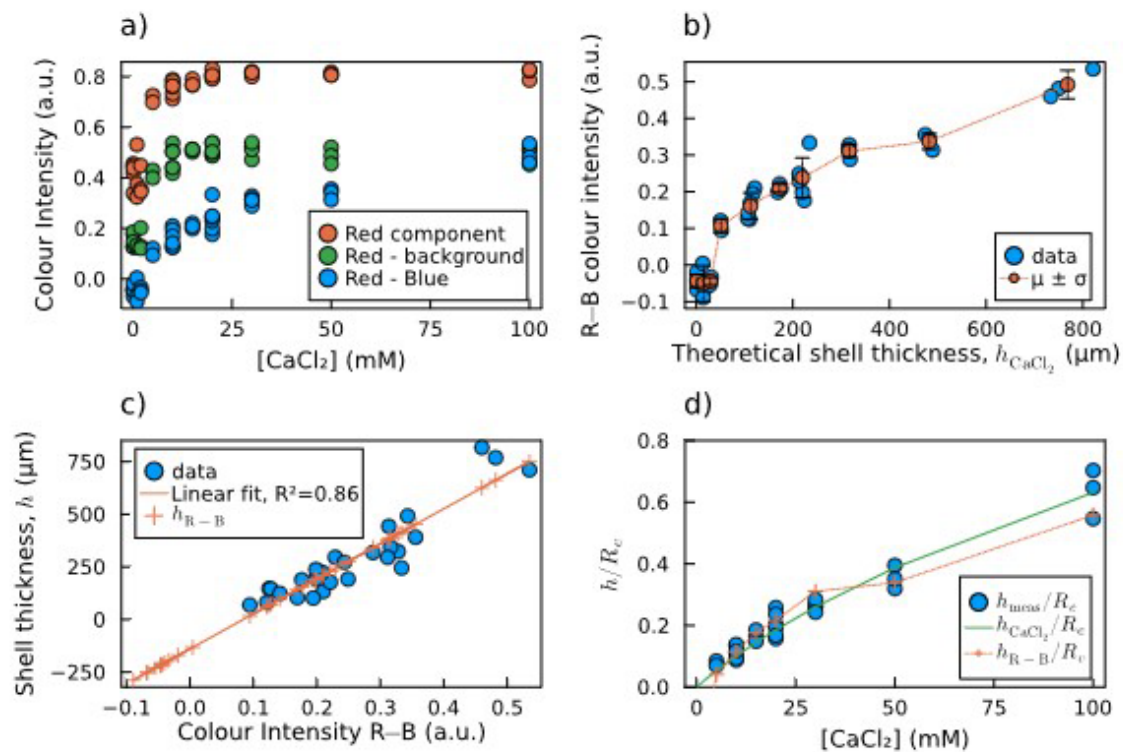 a)
Colour Intensity (a.u.)
0.8
0.6
0.4
0.2
0.0
Red component
Red - background
Red - Blue
0
25
50
75
100
[CaCl₂] (mM)
b)
R−B colour intensity (a.u.)
0.5
0.4
0.3
0.2
0.1
0.0
−0.1
data
μ ± σ
0
200
400
600
800
Theoretical shell thickness, h_CaCl₂ (μm)
c)
Shell thickness, h (μm)
750
500
250
0
−250
data
Linear fit, R²=0.86
h_R−B
−0.1
0.0
0.1
0.2
0.3
0.4
0.5
Colour Intensity R−B (a.u.)
d)
h/R_c
0.8
0.6
0.4
0.2
0.0
h_meas/R_c
h_CaCl₂/R_c
h_R−B/R_c
0
25
50
75
100
[CaCl₂] (mM)